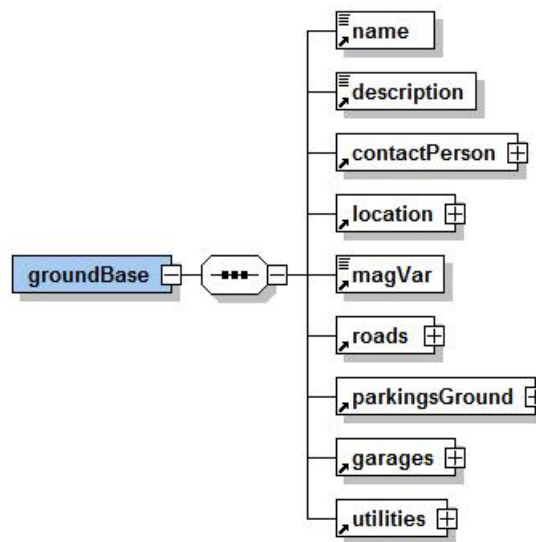 name
description
contactPerson
location
groundBase
magVar
roads
parkingsGround
garages
utilities